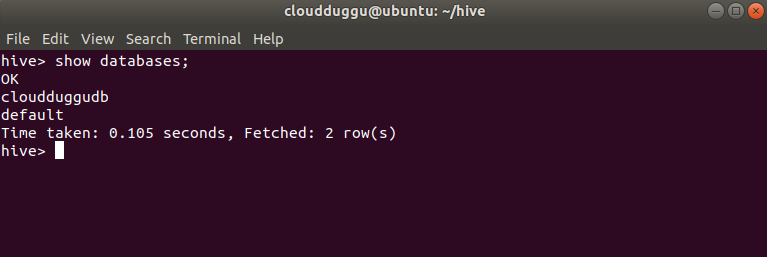 cloudduggu@ubuntu: ~/hive
File Edit View Search Terminal Help
hive> show databases;
OK
cloudduggudb
default
Time taken: 0.105 seconds, Fetched: 2 row(s)
hive>